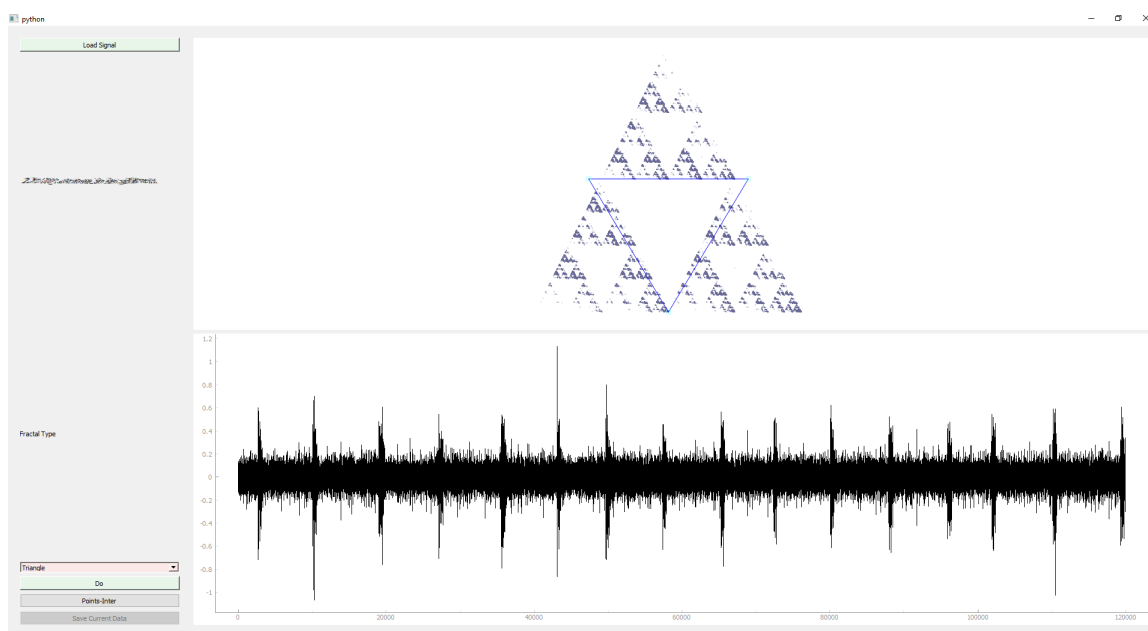 python
Load Signal
Fractal Type
Triangle
Do
Points-Inter
Save Current Data
1.2
1
0.8
0.6
0.4
0.2
0
-0.2
-0.4
-0.6
-0.8
-1
0 20000 40000 60000 80000 100000 120000